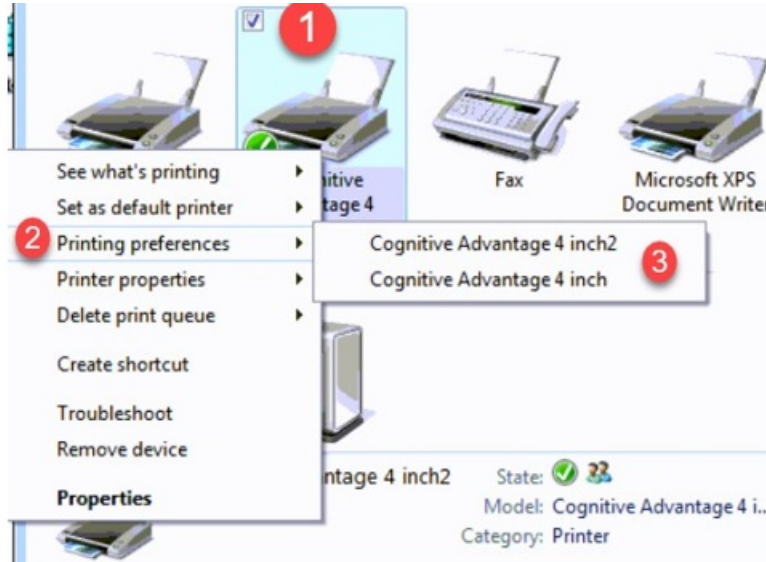 1
itive
tage 4
Fax
Microsoft XPS
Document Write
See what's printing
Set as default printer
2 Printing preferences
Cognitive Advantage 4 inch2
Cognitive Advantage 4 inch
3
Printer properties
Delete print queue
Create shortcut
Troubleshoot
Remove device
Properties
ntage 4 inch2
State:
Model: Cognitive Advantage 4 i...
Category: Printer